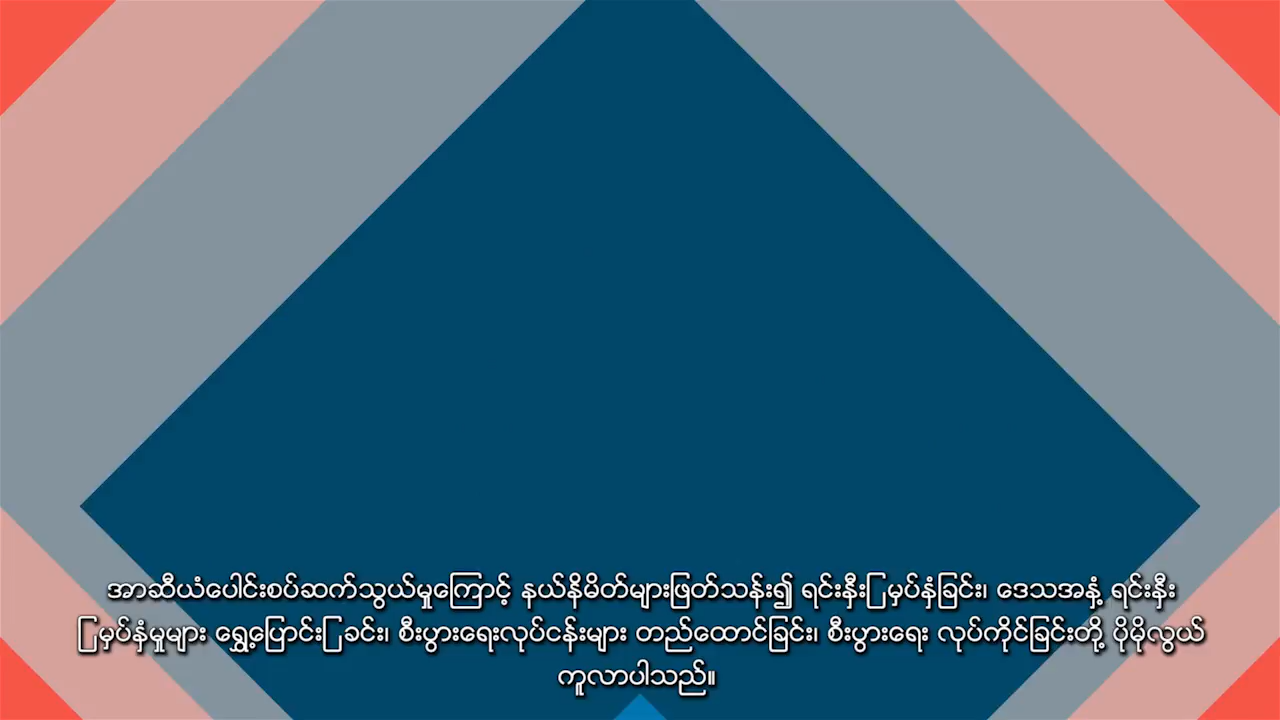 အာဆီယံပေါင်းစပ်ဆက်သွယ်မှုကြောင့် နယ်နိမိတ်များဖြတ်သန်း၍ ရင်းနှီးမြှုပ်နှံခြင်း၊ ဒေသအနှံ့ ရင်းနှီး
မြှုပ်နှံမှုများ ရွှေ့ပြောင်းခြင်း၊ စီးပွားရေးလုပ်ငန်းများ တည်ထောင်ခြင်း၊ စီးပွားရေး လုပ်ကိုင်ခြင်းတို့ ပိုမိုလွယ်
ကူလာပါသည်။